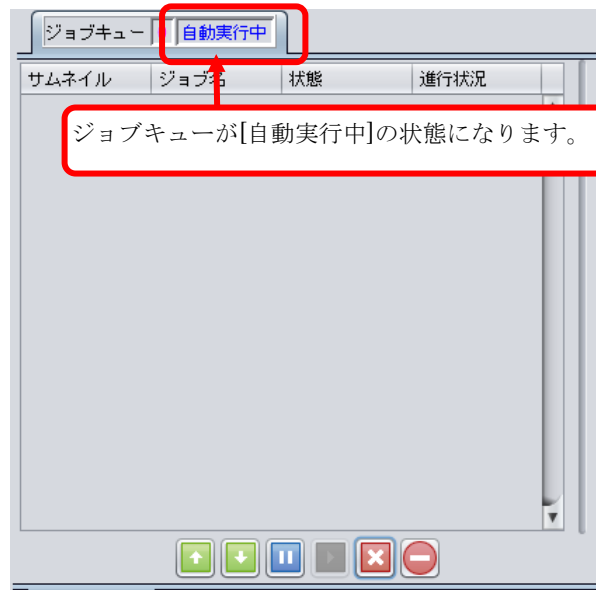 ジョブキュー 自動実行中
サムネイル ジョブ名 状態 進行状況
ジョブキューが[自動実行中]の状態になります。